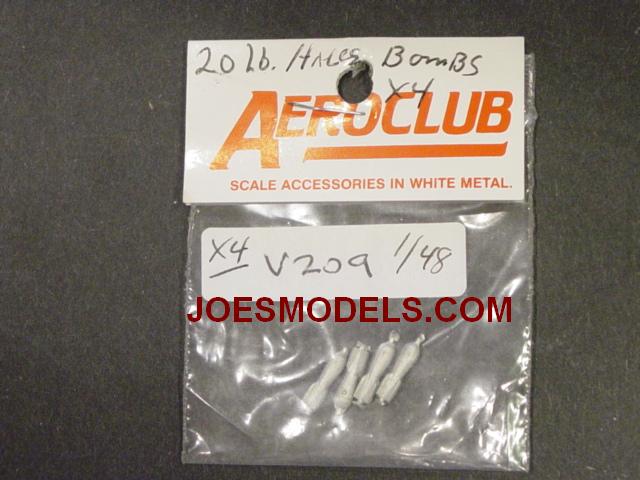 20 lb. HALES BOMBS
X4
AEROCLUB
SCALE ACCESSORIES IN WHITE METAL.
X4 V209 1/48
JOESMODELS.COM